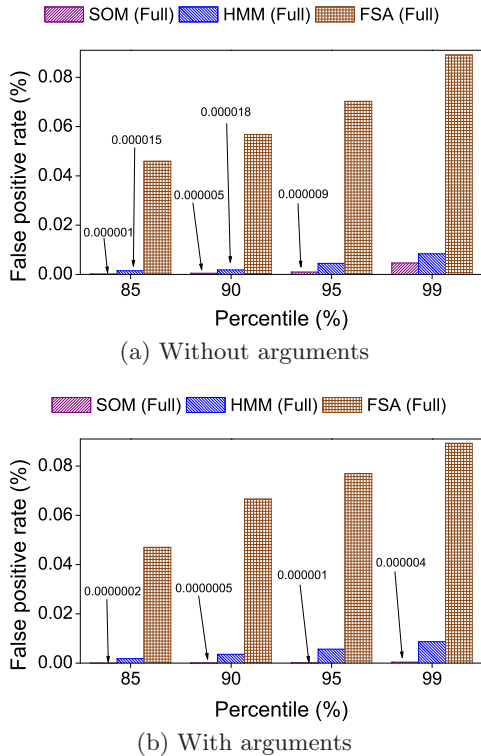 SOM (Full) HMM (Full) FSA (Full)
0.08
0.06
0.04
0.02
0.00
False positive rate (%)
0.000018
0.000015
0.000005
0.000009
0.000001
85 90 95 99
Percentile (%)
(a) Without arguments
SOM (Full) HMM (Full) FSA (Full)
0.08
0.06
0.04
0.02
0.00
False positive rate (%)
0.0000002
0.0000005
0.000001
0.000004
85 90 95 99
Percentile (%)
(b) With arguments